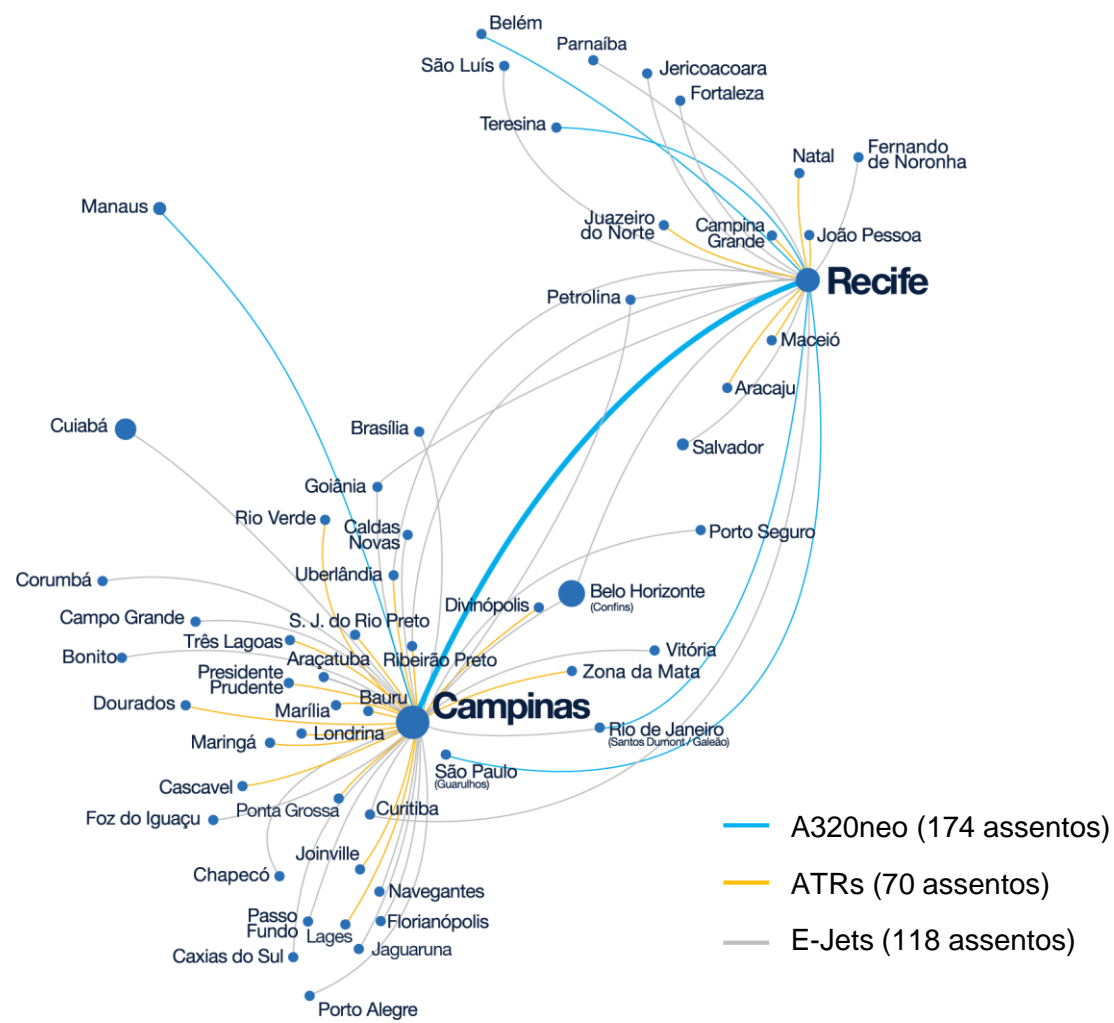 Belém
Parnaíba
São Luís
Jericoacoara
Fortaleza
Teresina
Natal
Fernando
de Noronha
Manaus
Juazeiro
do Norte
Campina
Grande
João Pessoa
Recife
Petrolina
Maceió
Aracaju
Cuiabá
Brasília
Salvador
Goiânia
Rio Verde
Caldas
Novas
Porto Seguro
Uberlândia
Corumbá
Belo Horizonte
(Confins)
Divinópolis
Campo Grande
S. J. do Rio Preto
Três Lagoas
Vitória
Bonito
Araçatuba
Ribeirão Preto
Zona da Mata
Presidente
Prudente
Bauru
Dourados
Marília
Campinas
Londrina
Rio de Janeiro
(Santos Dumont / Galeão)
Maringá
São Paulo
(Guarulhos)
Cascavel
Ponta Grossa
Curitiba
Foz do Iguaçu
A320neo (174 assentos)
Joinville
Chapecó
ATRs (70 assentos)
Navegantes
Passo
Fundo
Lages
Florianópolis
E-Jets (118 assentos)
Jaguaruna
Caxias do Sul
Porto Alegre